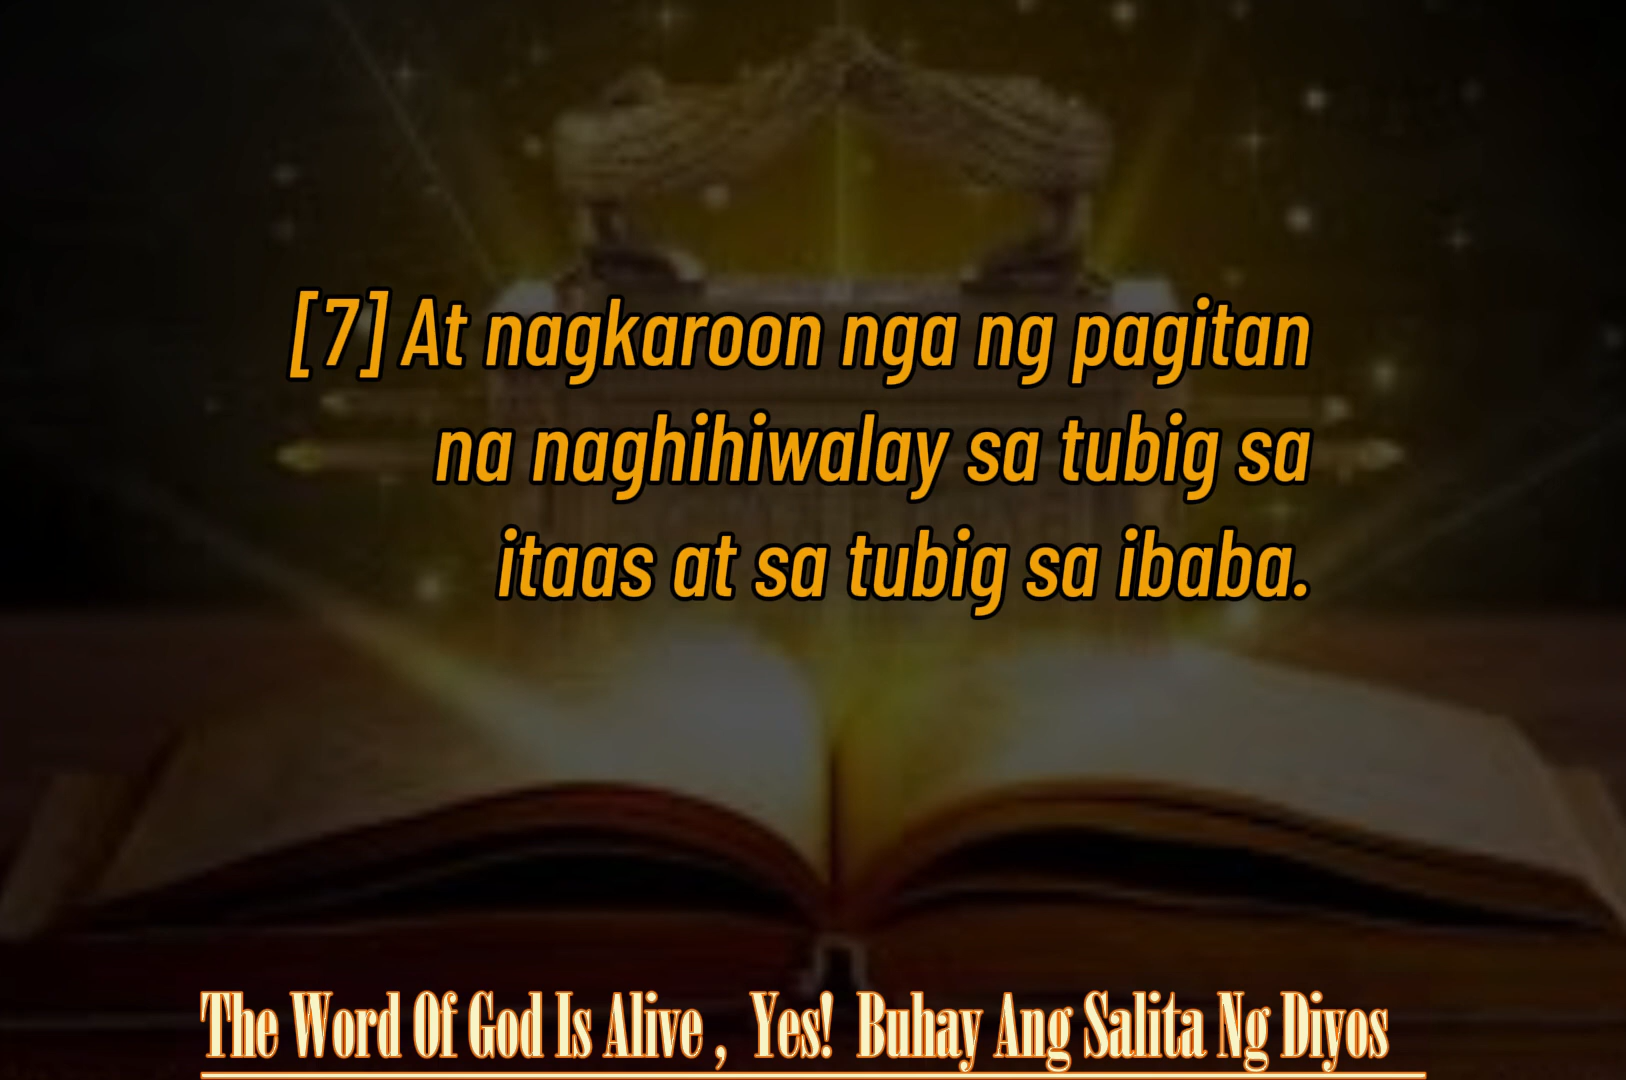 [7] At nagkaroon nga ng pagitan
na naghihiwalay sa tubig sa
itaas at sa tubig sa ibaba.
The Word Of God Is Alive , Yes! Buhay Ang Salita Ng Diyos